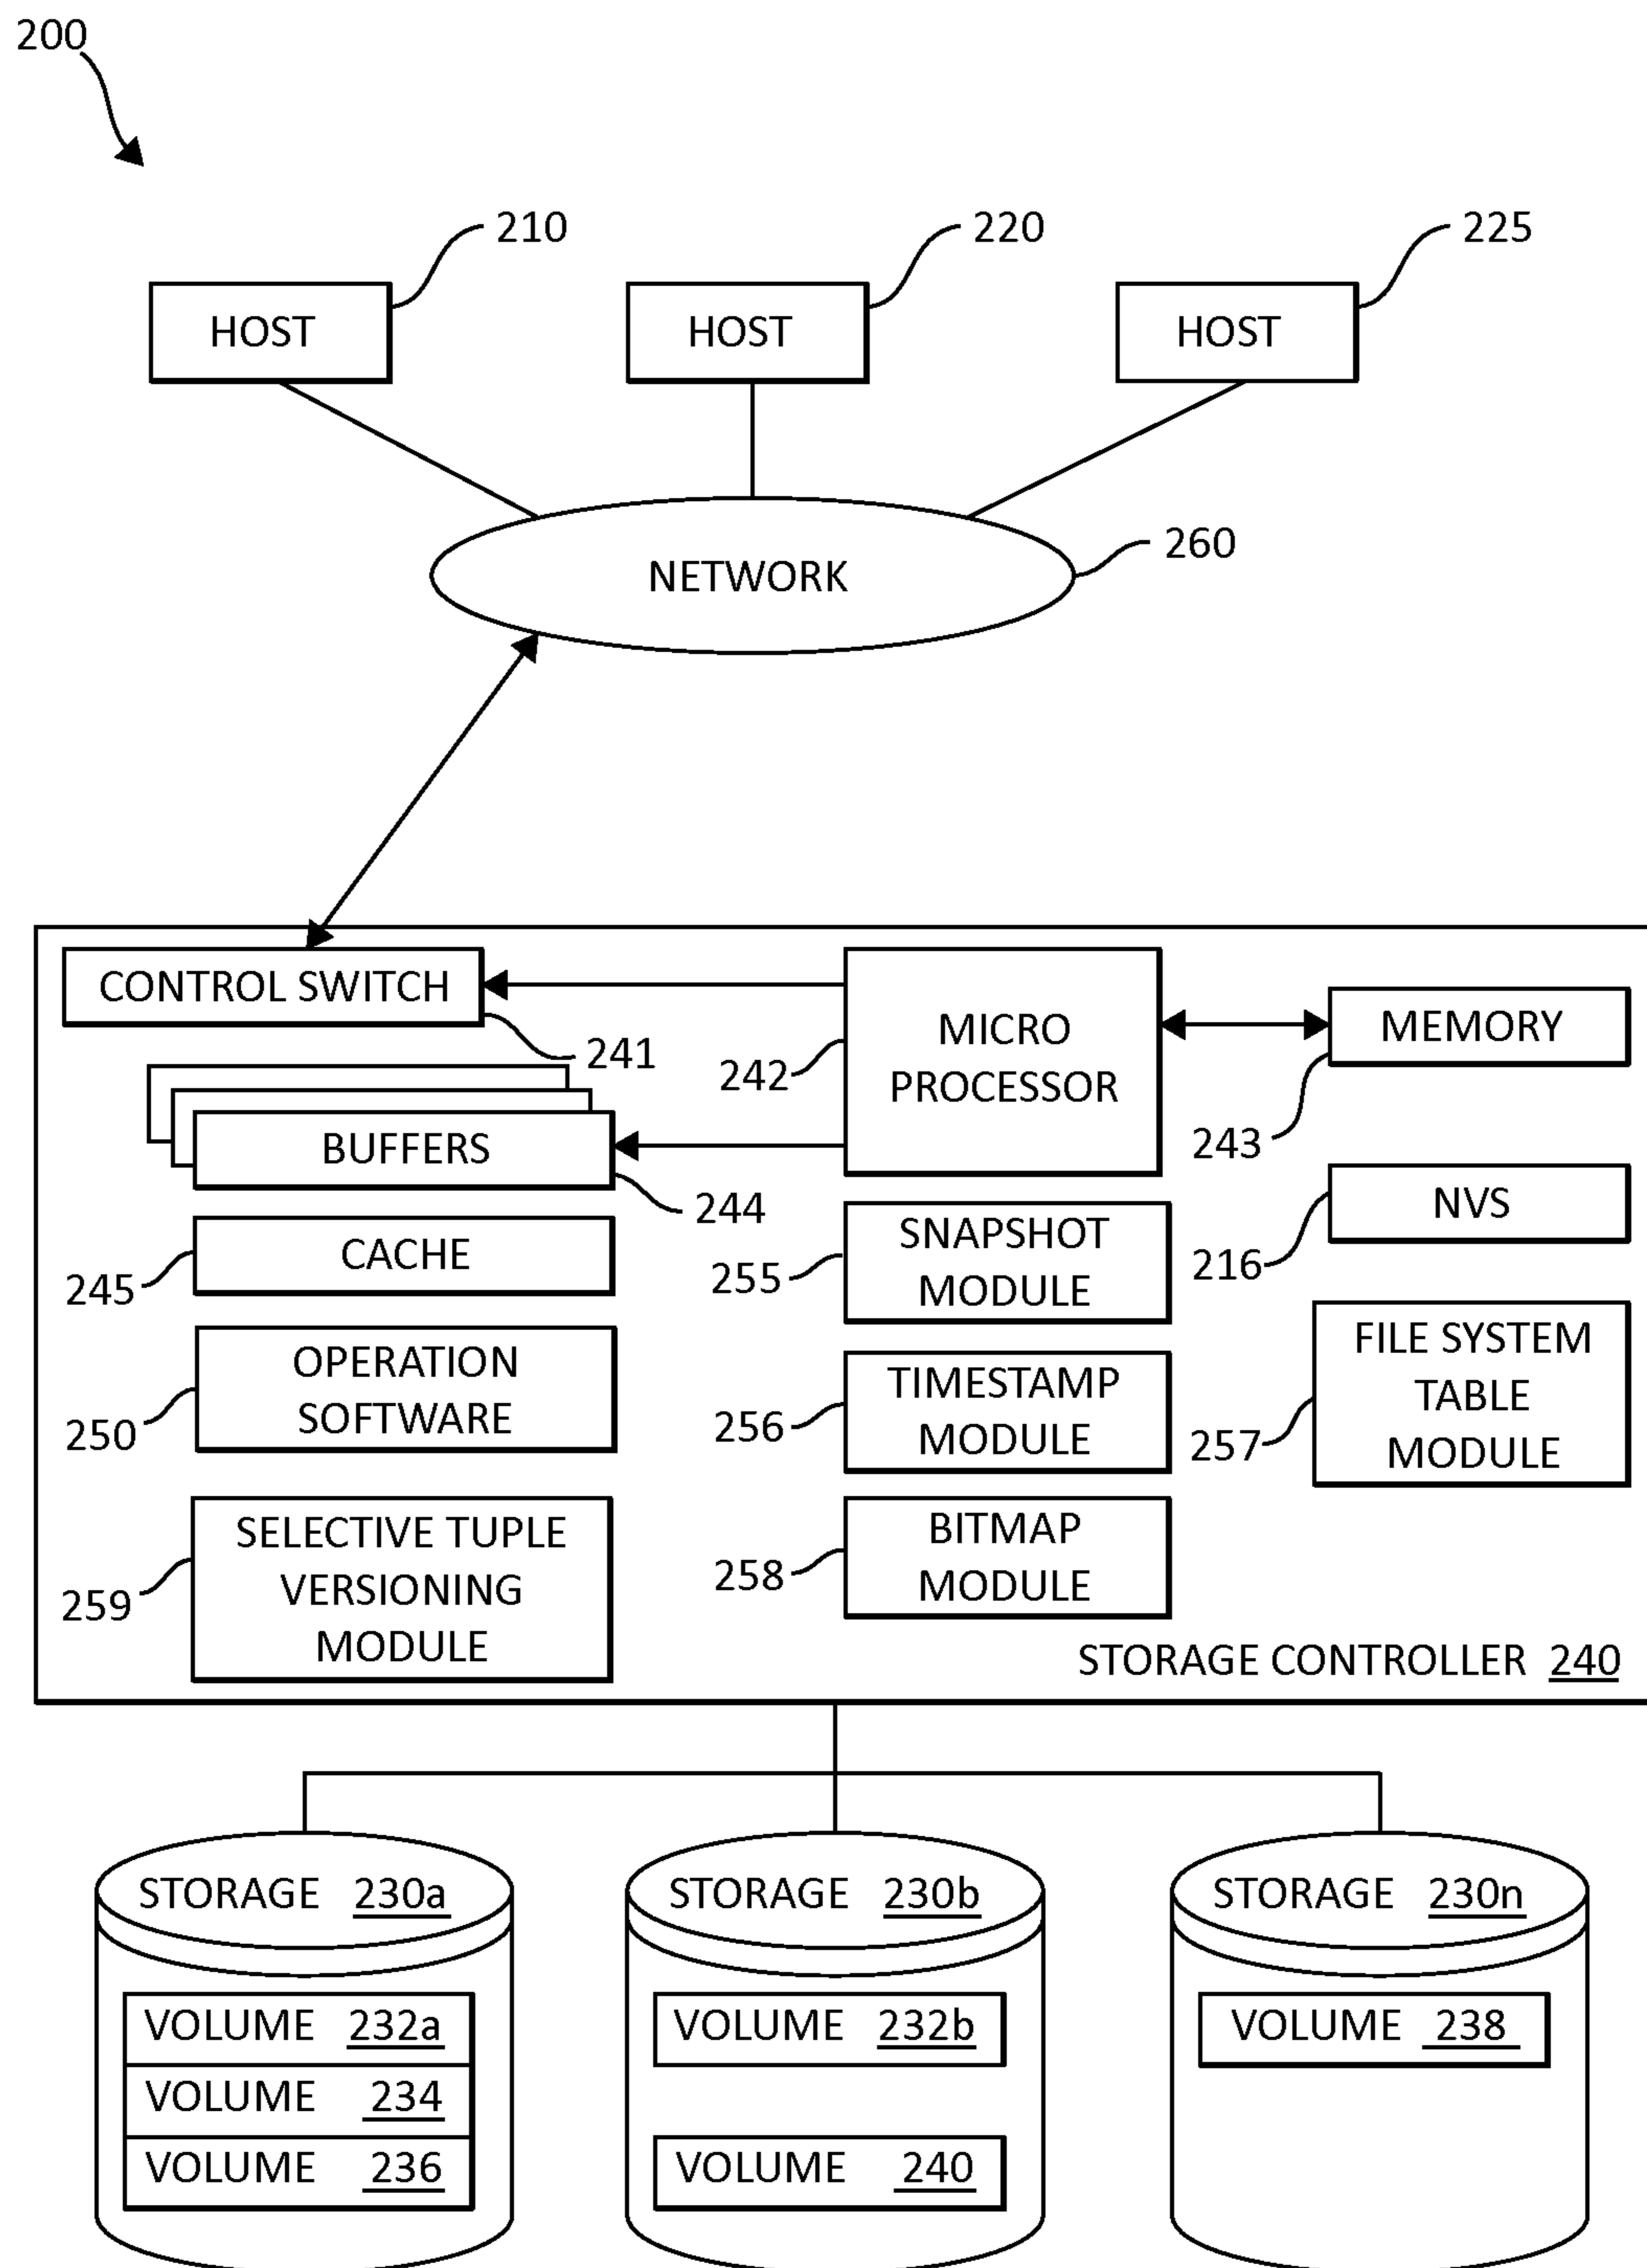 200
210
220
225
HOST
HOST
HOST
260
NETWORK
CONTROL SWITCH
241
242
MICRO
PROCESSOR
MEMORY
243
BUFFERS
244
NVS
216
CACHE
245
255
SNAPSHOT
MODULE
OPERATION
SOFTWARE
250
256
TIMESTAMP
MODULE
257
FILE SYSTEM
TABLE
MODULE
SELECTIVE TUPLE
VERSIONING
MODULE
259
258
BITMAP
MODULE
STORAGE CONTROLLER 240
STORAGE 230a
STORAGE 230b
STORAGE 230n
VOLUME 232a
VOLUME 234
VOLUME 236
VOLUME 232b
VOLUME 240
VOLUME 238